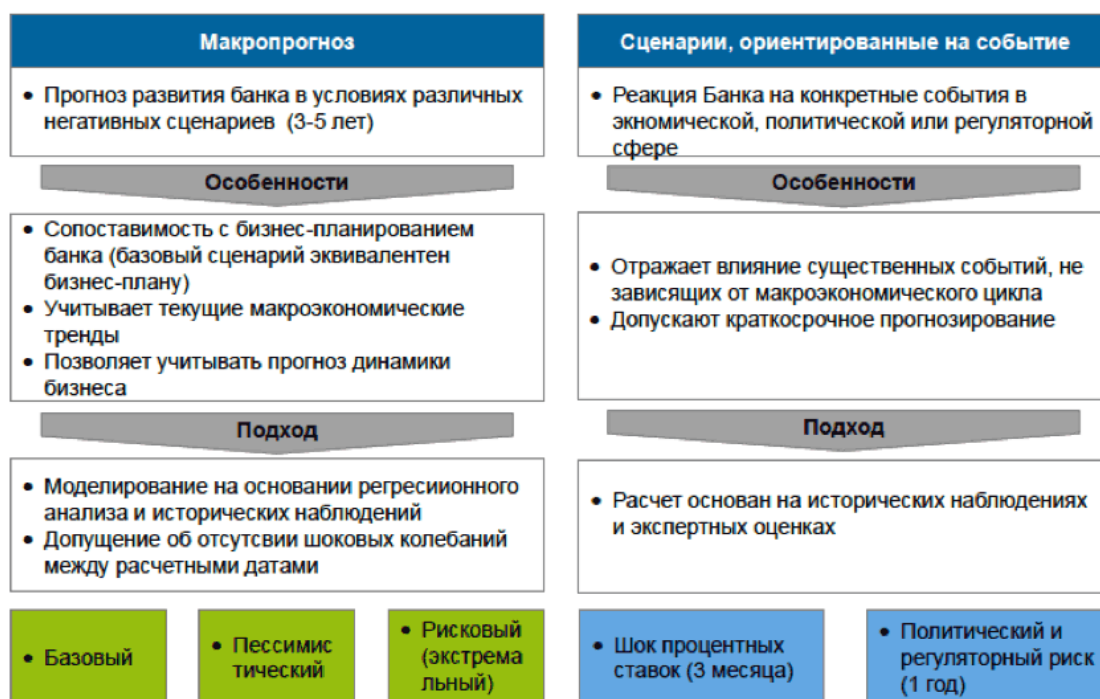 Макропрогноз
• Прогноз развития банка в условиях различных
негативных сценариев (3-5 лет)
Особенности
• Сопоставимость с бизнес-планированием
банка (базовый сценарий эквивалентен
бизнес-плану)
• Учитывает текущие макроэкономические
тренды
• Позволяет учитывать прогноз динамики
бизнеса
Подход
• Моделирование на основании регресиионного
анализа и исторических наблюдений
• Допущение об отсутсвии шоковых колебаний
между расчетными датами
• Базовый
• Пессимис
тический
• Рисковый
(экстрема
льный)
Сценарии, ориентированные на событие
• Реакция Банка на конкретные события в
экномической, политической или регуляторной
сфере
Особенности
• Отражает влияние существенных событий, не
зависящих от макроэкономического цикла
• Допускают краткосрочное прогнозирование
Подход
• Расчет основан на исторических наблюдениях
и экспертных оценках
• Шок процентных
ставок (3 месяца)
• Политический и
регуляторный риск
(1 год)